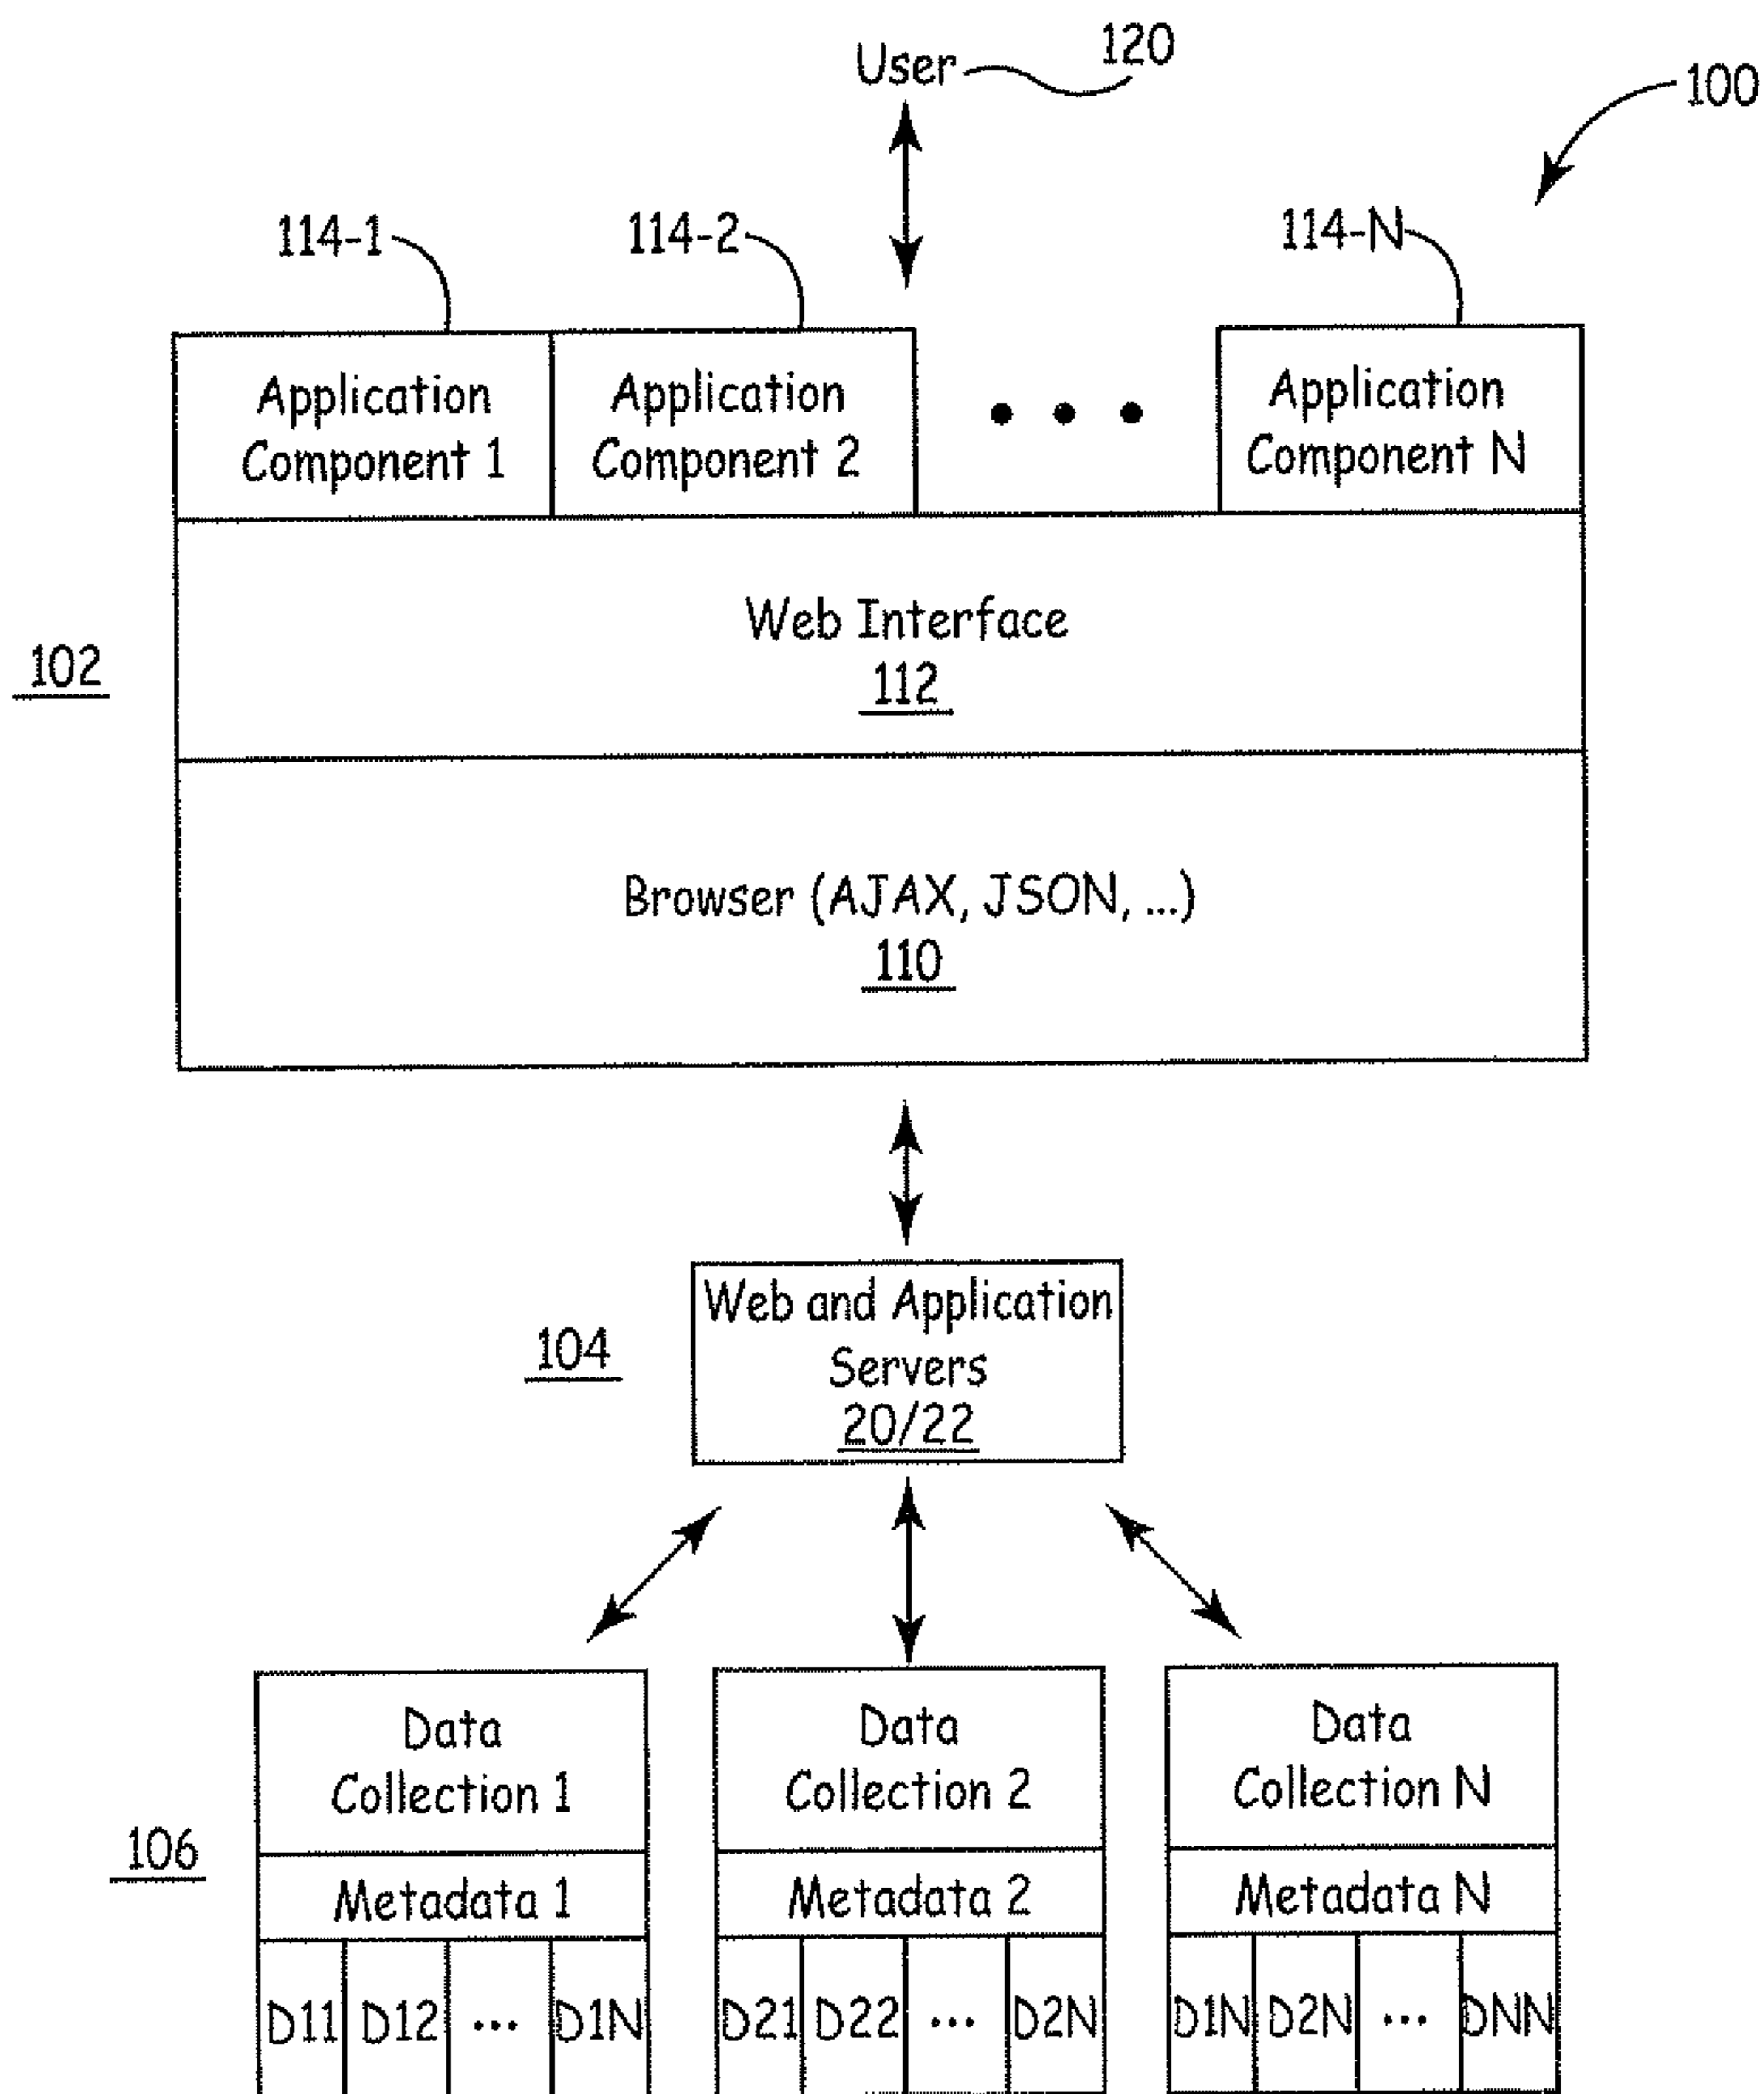 User 120
100
114-1 114-2 114-N
Application Component 1
Application Component 2
• • •
Application Component N
Web Interface
112
102
Browser (AJAX, JSON, ...)
110
Web and Application
Servers
20/22
104
Data
Collection 1
Data
Collection 2
Data
Collection N
106
Metadata 1
Metadata 2
Metadata N
D11 D12 ... D1N
D21 D22 ... D2N
D1N D2N ... DNN